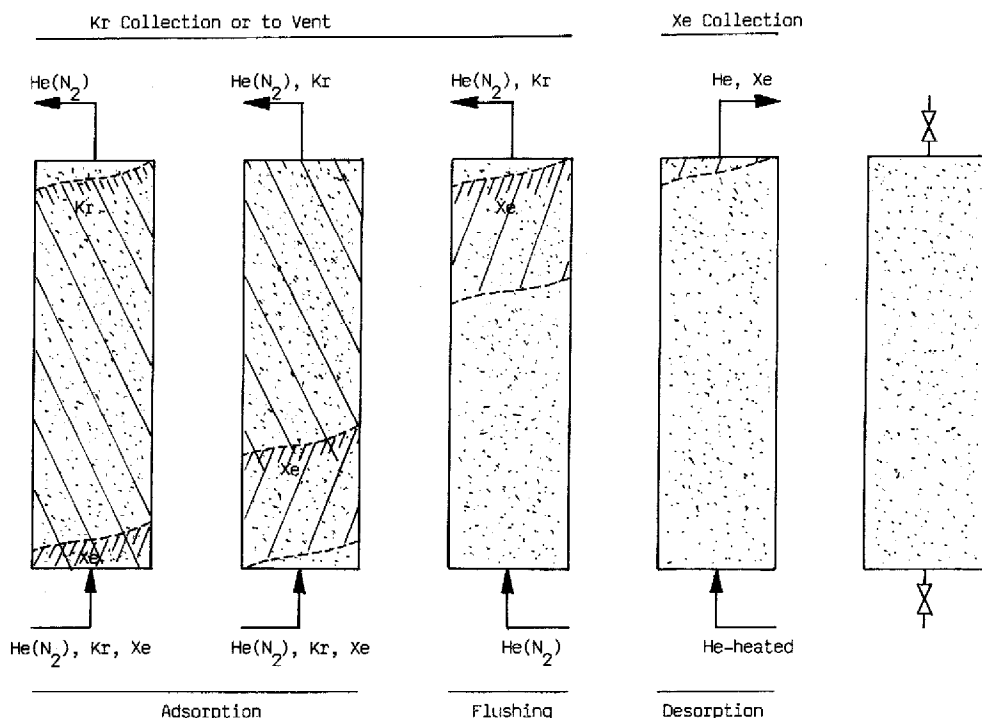 Kr Collection or to Vent
Xe Collection
He(N2)
He(N2), Kr
He(N2), Kr
He, Xe
Kr
Xe
Xe
Xe
He(N2), Kr, Xe
He(N2), Kr, Xe
He(N2)
He-heated
Adsorption
Flushing
Desorption